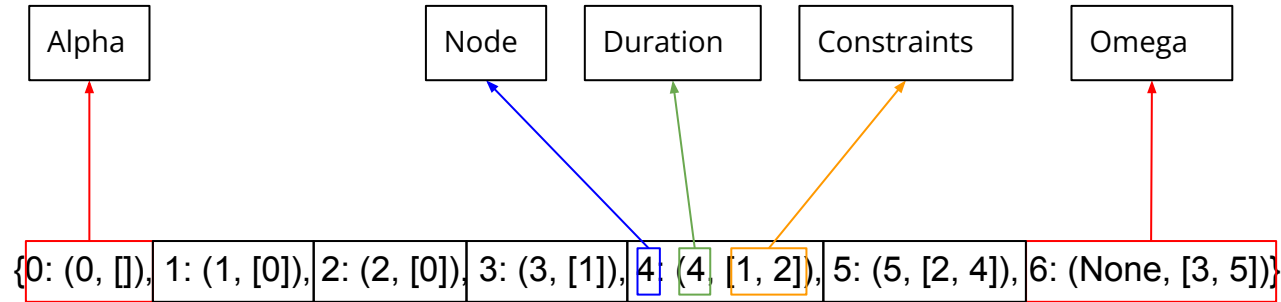 Alpha
Node
Duration
Constraints
Omega
{0: (0, []), 1: (1, [0]), 2: (2, [0]), 3: (3, [1]), 4: (4, [1, 2]), 5: (5, [2, 4]), 6: (None, [3, 5])}